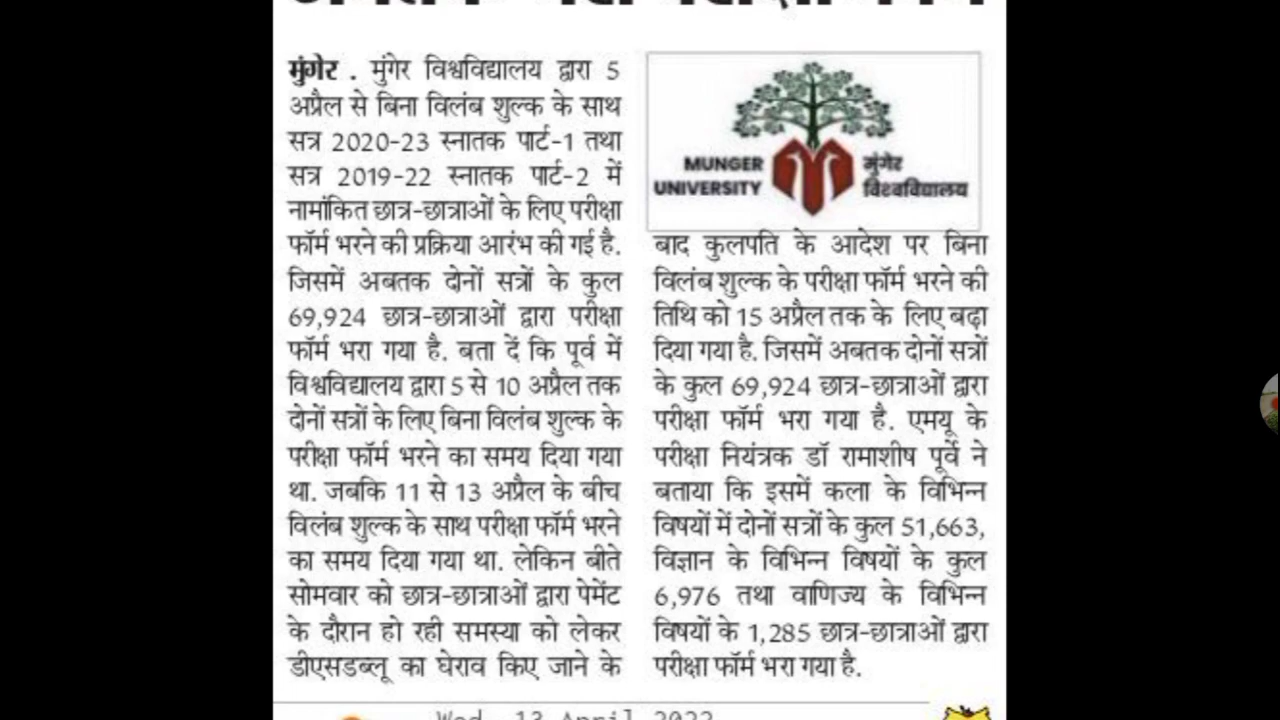 मुंगेर . मुंगेर विश्वविद्यालय द्वारा 5
अप्रैल से बिना विलंब शुल्क के साथ
सत्र 2020-23 स्नातक पार्ट-1 तथा
सत्र 2019-22 स्नातक पार्ट-2 में
नामांकित छात्र-छात्राओं के लिए परीक्षा
फॉर्म भरने की प्रक्रिया आरंभ की गई है.
जिसमें अबतक दोनों सत्रों के कुल
69,924 छात्र-छात्राओं द्वारा परीक्षा
फॉर्म भरा गया है. बता दें कि पूर्व में
विश्वविद्यालय द्वारा 5 से 10 अप्रैल तक
दोनों सत्रों के लिए बिना विलंब शुल्क के
परीक्षा फॉर्म भरने का समय दिया गया
था. जबकि 11 से 13 अप्रैल के बीच
विलंब शुल्क के साथ परीक्षा फॉर्म भरने
का समय दिया गया था. लेकिन बीते
सोमवार को छात्र-छात्राओं द्वारा पेमेंट
के दौरान हो रही समस्या को लेकर
डीएसडब्लू का घेराव किए जाने के
MUNGER
UNIVERSITY
मुंगेर
विश्वविद्यालय
बाद कुलपति के आदेश पर बिना
विलंब शुल्क के परीक्षा फॉर्म भरने की
तिथि को 15 अप्रैल तक के लिए बढ़ा
दिया गया है. जिसमें अबतक दोनों सत्रों
के कुल 69,924 छात्र-छात्राओं द्वारा
परीक्षा फॉर्म भरा गया है. एमयू के
परीक्षा नियंत्रक डॉ रामाशीष पूर्वे ने
बताया कि इसमें कला के विभिन्न
विषयों में दोनों सत्रों के कुल 51,663,
विज्ञान के विभिन्न विषयों के कुल
6,976 तथा वाणिज्य के विभिन्न
विषयों के 1,285 छात्र-छात्राओं द्वारा
परीक्षा फॉर्म भरा गया है.
Wed, 13 April 2022